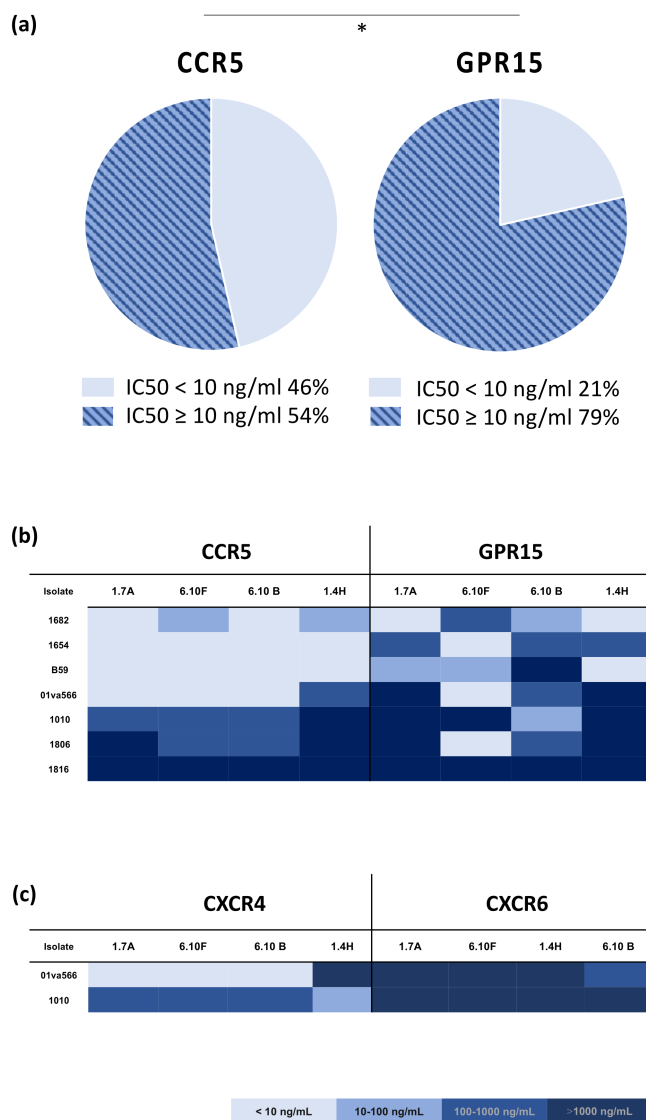 (a)
*
CCR5 GPR15
IC50 < 10 ng/ml 46% IC50 < 10 ng/ml 21%
IC50 ≥ 10 ng/ml 54% IC50 ≥ 10 ng/ml 79%
(b)
CCR5 GPR15
Isolate 1.7A 6.10F 6.10 B 1.4H 1.7A 6.10F 6.10 B 1.4H
1682
1654
B59
01va566
1010
1806
1816
(c)
CXCR4 CXCR6
Isolate 1.7A 6.10F 6.10 B 1.4H 1.7A 6.10F 1.4H 6.10 B
01va566
1010
< 10 ng/mL 10-100 ng/mL 100-1000 ng/mL >1000 ng/mL